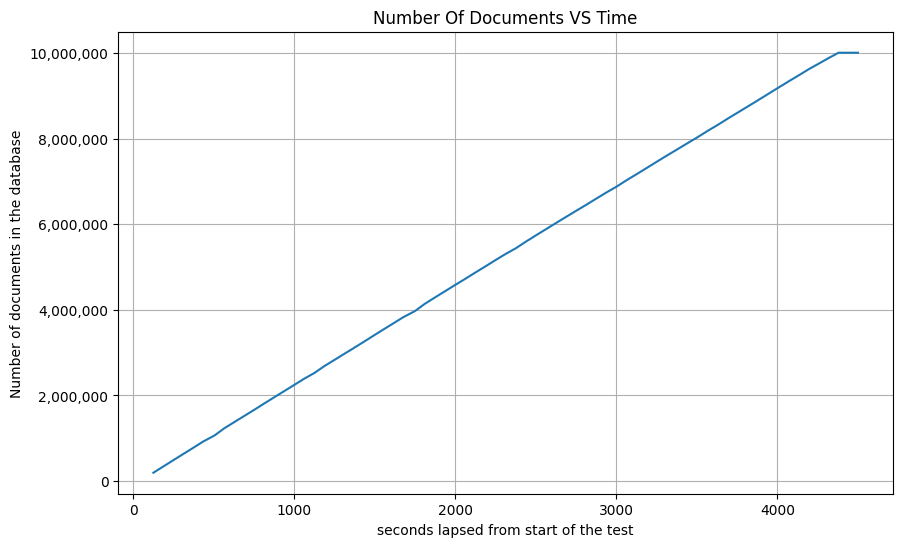 Number Of Documents VS Time
Number of documents in the database
10,000,000
8,000,000
6,000,000
4,000,000
2,000,000
0
0 1000 2000 3000 4000
seconds lapsed from start of the test